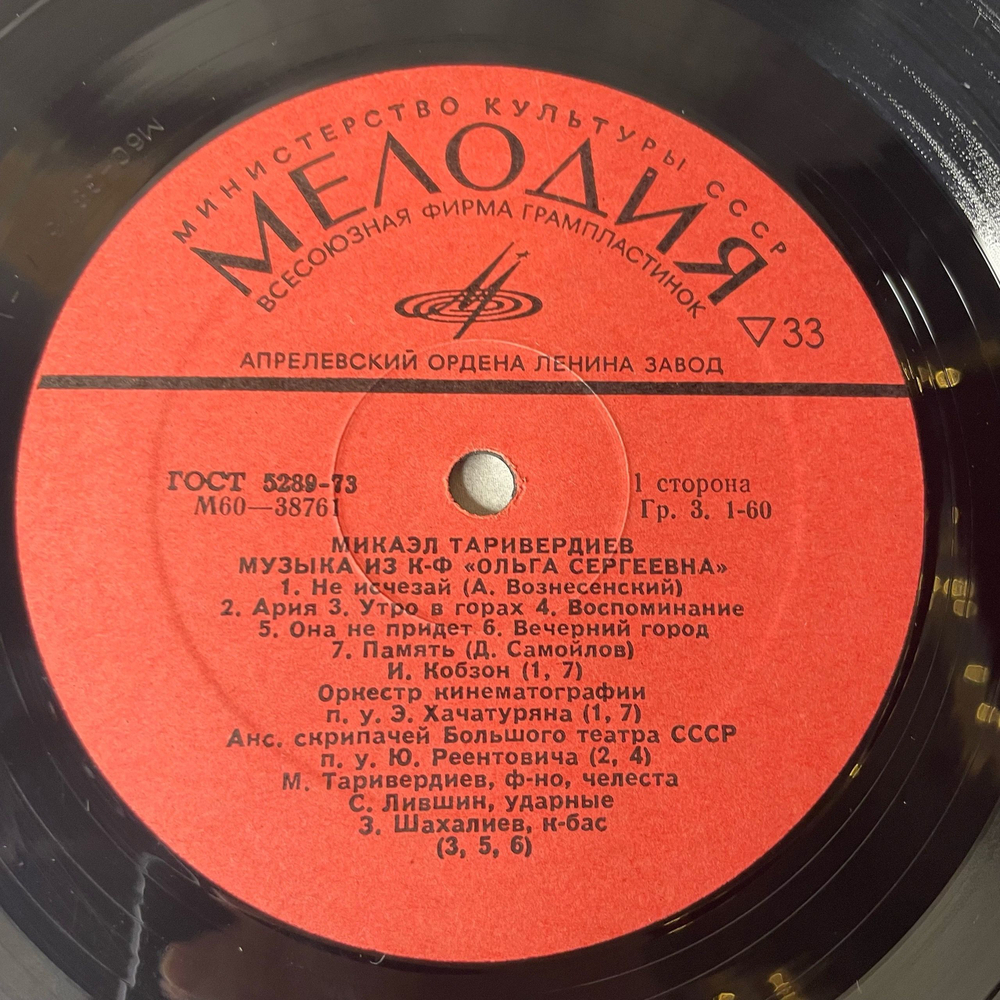 МИНИСТЕРСТВО КУЛЬТУРЫ СССР
МЕЛОДИЯ
ВСЕСОЮЗНАЯ ФИРМА ГРАМПЛАСТИНОК
33
АПРЕЛЕВСКИЙ ОРДЕНА ЛЕНИНА ЗАВОД
ГОСТ 5289-73
М60—38761
1 сторона
Гр. 3. 1-60
МИКАЭЛ ТАРИВЕРДИЕВ
МУЗЫКА ИЗ К-Ф «ОЛЬГА СЕРГЕЕВНА»
1. Не исчезай (А. Вознесенский)
2. Ария 3. Утро в горах 4. Воспоминание
5. Она не придет 6. Вечерний город
7. Память (Д. Самойлов)
И. Кобзон (1, 7)
Оркестр кинематографии
п. у. Э. Хачатуряна (1, 7)
Анс. скрипачей Большого театра СССР
п. у. Ю. Реентовича (2, 4)
М. Таривердиев, ф-но, челеста
С. Лившин, ударные
З. Шахалиев, к-бас
(3, 5, 6)